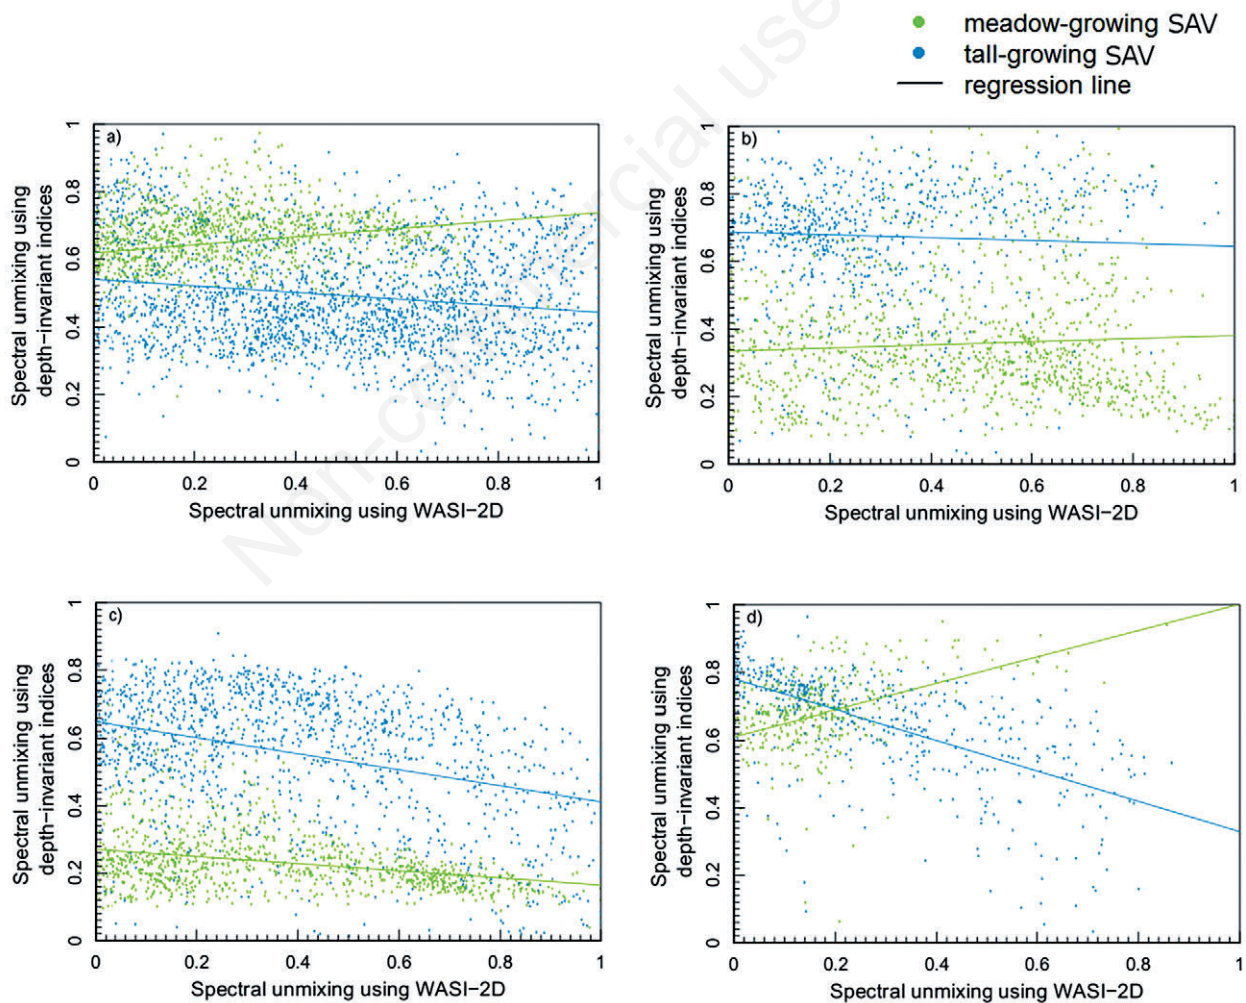 meadow-growing SAV
tall-growing SAV
regression line
Non-commercial use
a)
1
0.8
0.6
0.4
0.2
0
Spectral unmixing using
depth-invariant indices
0 0.2 0.4 0.6 0.8 1
Spectral unmixing using WASI−2D
b)
1
0.8
0.6
0.4
0.2
0
Spectral unmixing using
depth-invariant indices
0 0.2 0.4 0.6 0.8 1
Spectral unmixing using WASI−2D
c)
1
0.8
0.6
0.4
0.2
0
Spectral unmixing using
depth−invariant indices
0 0.2 0.4 0.6 0.8 1
Spectral unmixing using WASI−2D
d)
1
0.8
0.6
0.4
0.2
0
Spectral unmixing using
depth−invariant indices
0 0.2 0.4 0.6 0.8 1
Spectral unmixing using WASI−2D